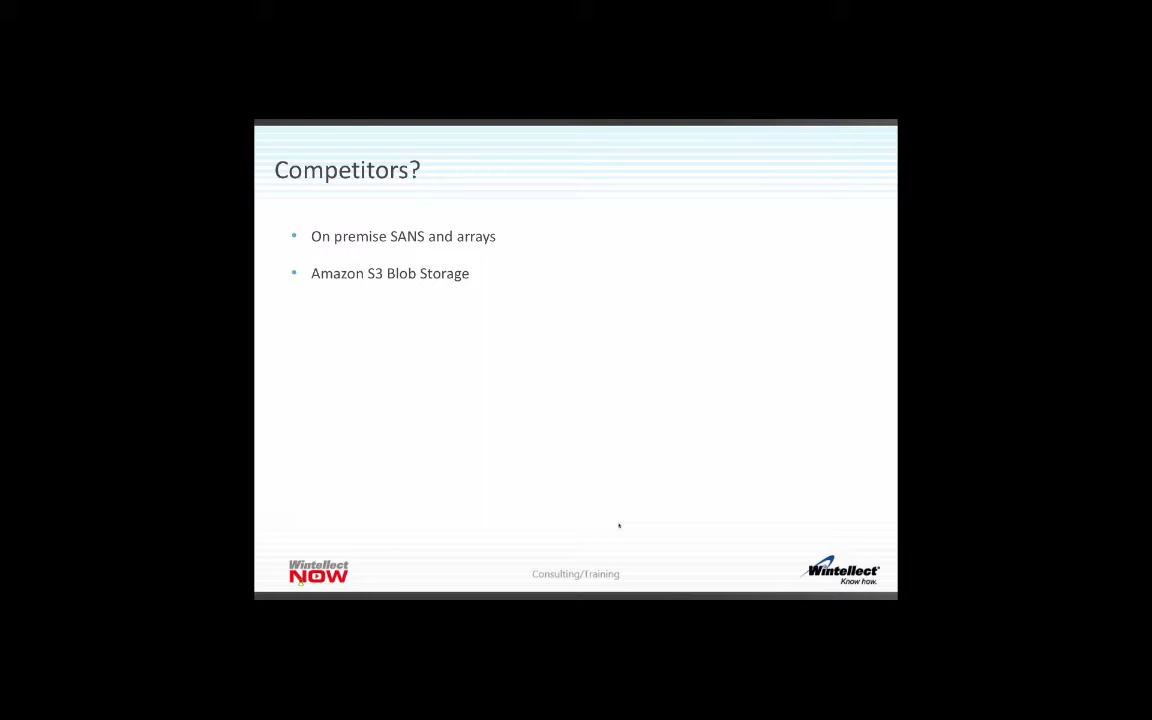 Competitors?
• On premise SANS and arrays
• Amazon S3 Blob Storage
Wintellect
NOW
Consulting/Training
Wintellect
Know how.